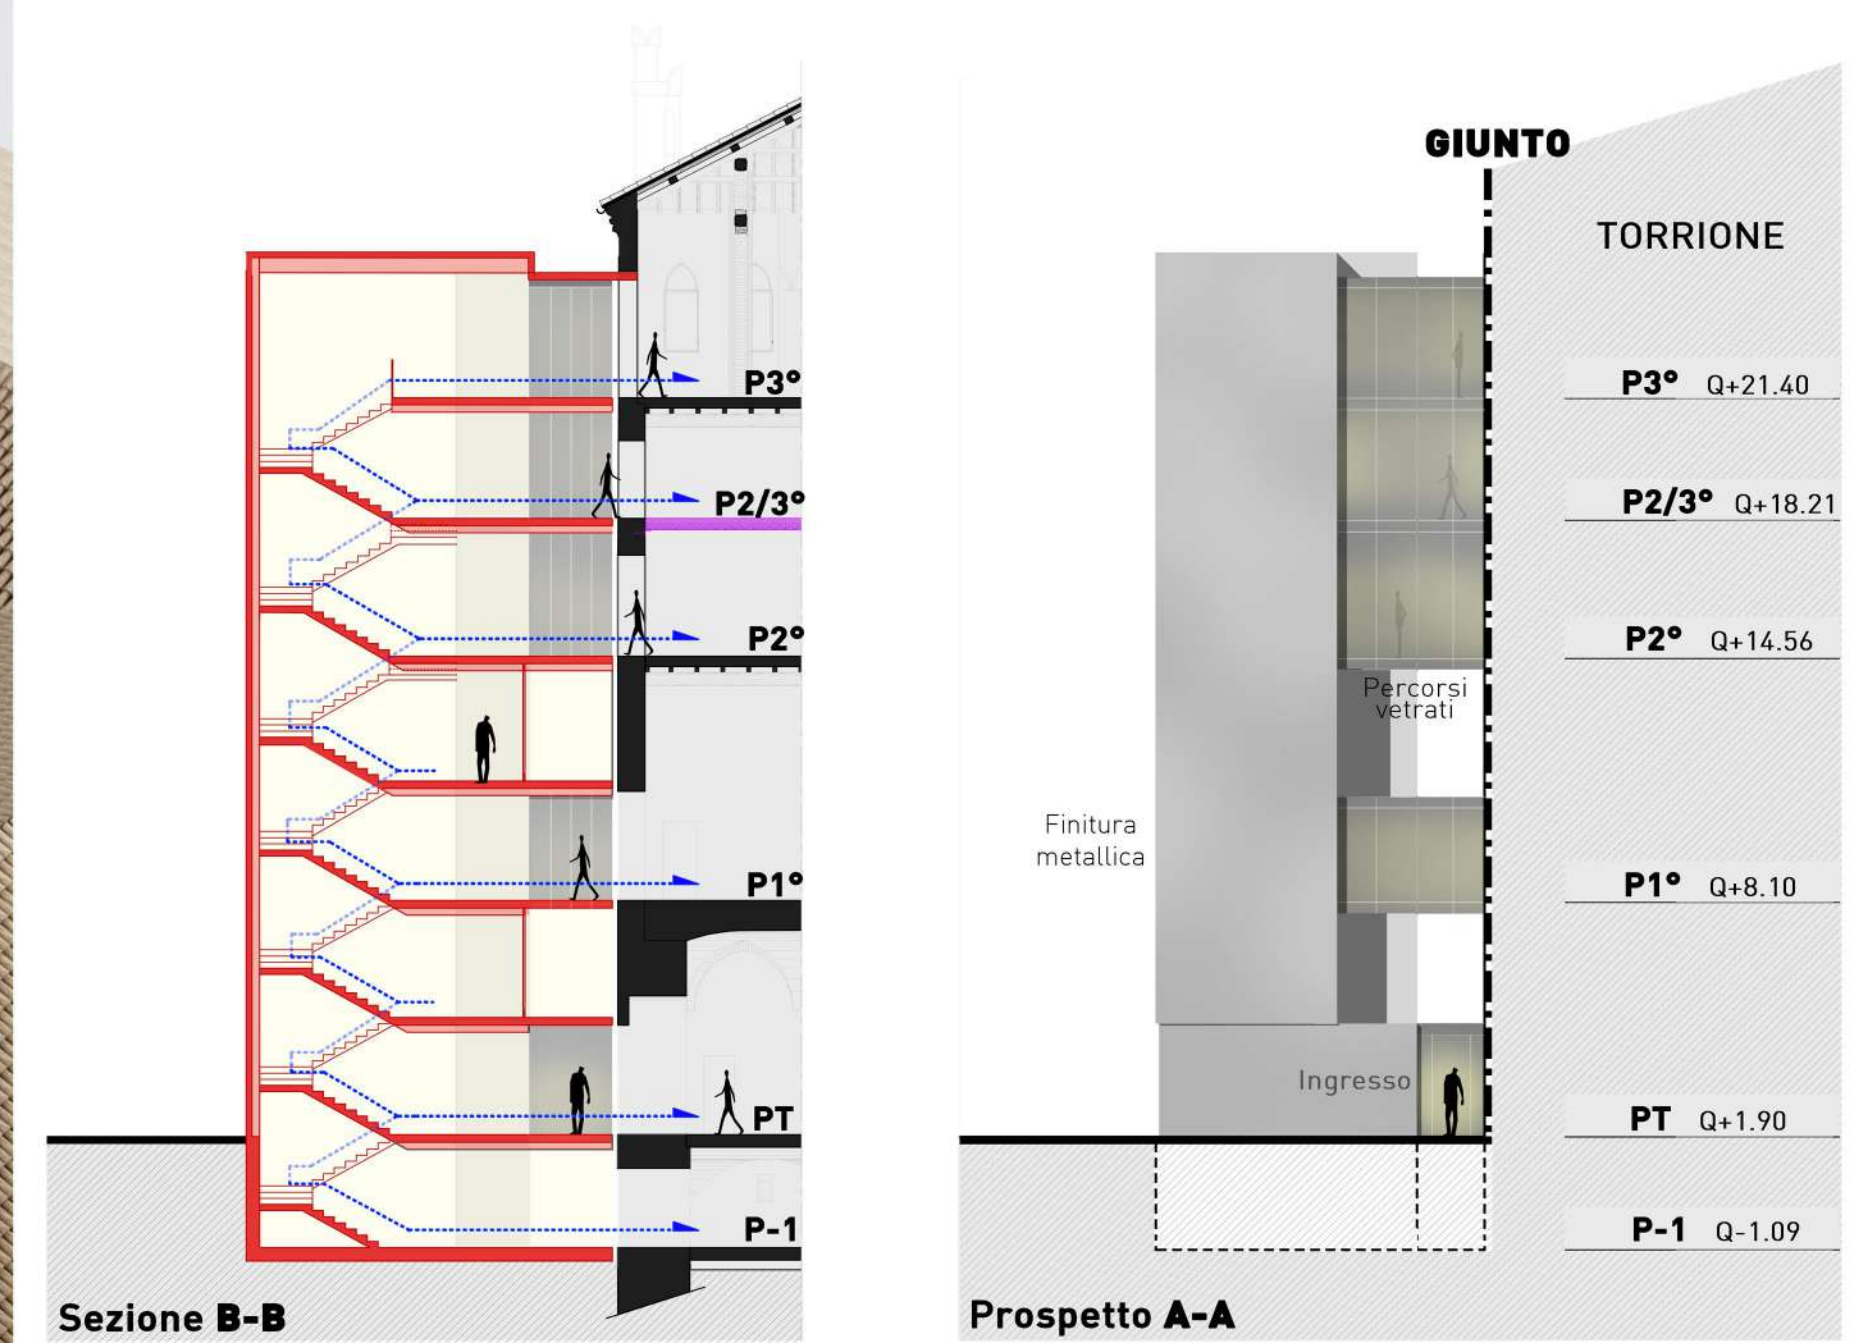 P3°
P2/3°
P2°
P1°
PT
P-1
Sezione B-B
GIUNTO
TORRIONE
P3° Q+21.40
P2/3° Q+18.21
P2° Q+14.56
Percorsi
vetrati
Finitura
metallica
P1° Q+8.10
Ingresso
PT Q+1.90
P-1 Q-1.09
Prospetto A-A